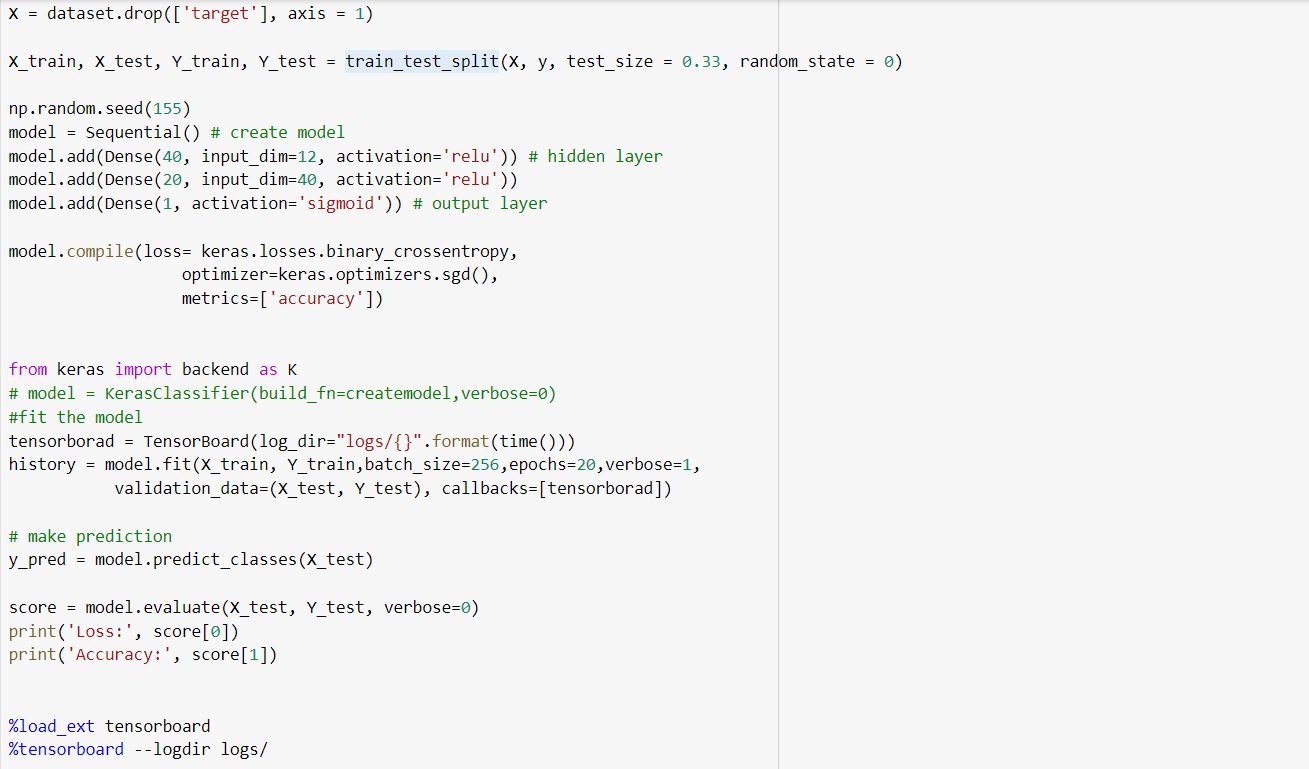 X = dataset.drop(['target'], axis = 1)
X_train, X_test, Y_train, Y_test = train_test_split(X, y, test_size = 0.33, random_state = 0)
np.random.seed(155)
model = Sequential() # create model
model.add(Dense(40, input_dim=12, activation='relu')) # hidden layer
model.add(Dense(20, input_dim=40, activation='relu'))
model.add(Dense(1, activation='sigmoid')) # output layer
model.compile(loss= keras.losses.binary_crossentropy,
optimizer=keras.optimizers.sgd(),
metrics=['accuracy'])
from keras import backend as K
# model = KerasClassifier(build_fn=createmodel,verbose=0)
#fit the model
tensorborad = TensorBoard(log_dir="logs/{}".format(time()))
history = model.fit(X_train, Y_train,batch_size=256,epochs=20,verbose=1,
validation_data=(X_test, Y_test), callbacks=[tensorborad])
# make prediction
y_pred = model.predict_classes(X_test)
score = model.evaluate(X_test, Y_test, verbose=0)
print('Loss:', score[0])
print('Accuracy:', score[1])
%load_ext tensorboard
%tensorboard --logdir logs/